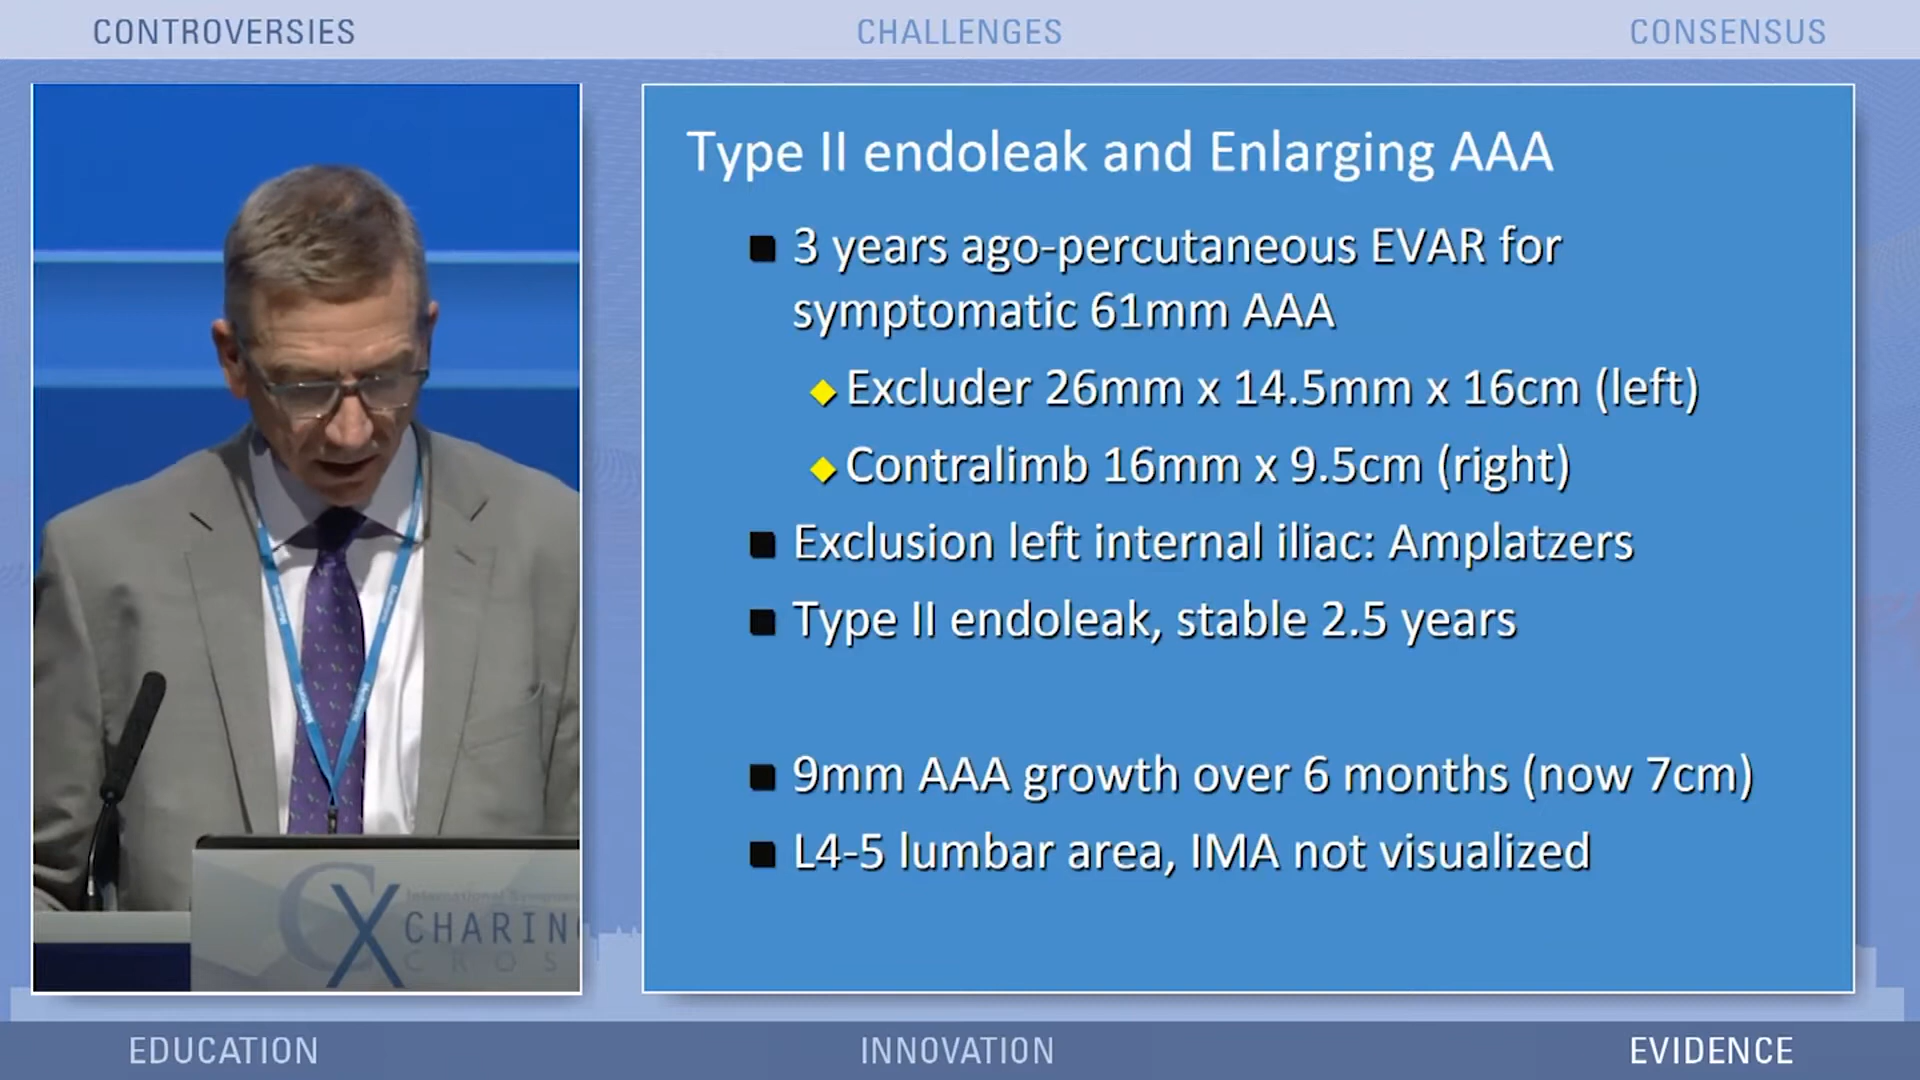 CONTROVERSIES
CHALLENGES
CONSENSUS
Type II endoleak and Enlarging AAA
3 years ago-percutaneous EVAR for
symptomatic 61mm AAA
Excluder 26mm x 14.5mm x 16cm (left)
Contralimb 16mm x 9.5cm (right)
Exclusion left internal iliac: Amplatzers
Type II endoleak, stable 2.5 years
9mm AAA growth over 6 months (now 7cm)
L4-5 lumbar area, IMA not visualized
CX
International
CHARIN
CROS
EDUCATION
INNOVATION
EVIDENCE